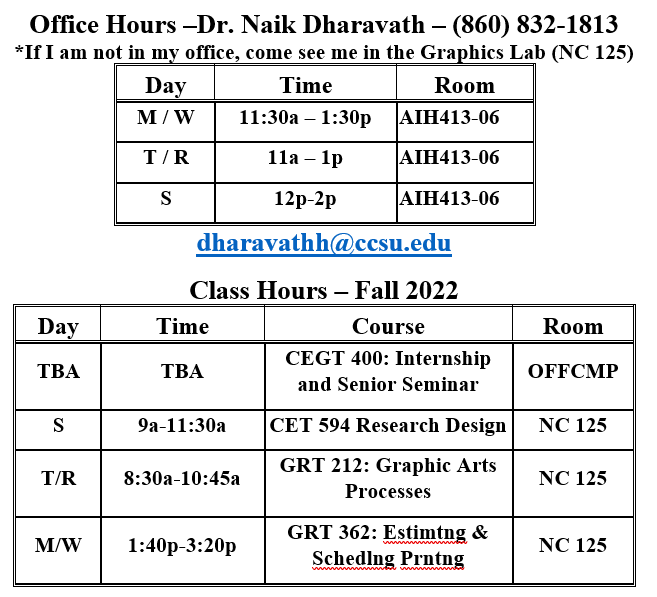 Office Hours –Dr. Naik Dharavath – (860) 832-1813
*If I am not in my office, come see me in the Graphics Lab (NC 125)
Day Time Room
M / W 11:30a – 1:30p AIH413-06
T / R 11a – 1p AIH413-06
S 12p-2p AIH413-06
dharavathh@ccsu.edu
Class Hours – Fall 2022
Day Time Course Room
TBA TBA CEGT 400: Internship
and Senior Seminar OFFCMP
S 9a-11:30a CET 594 Research Design NC 125
T/R 8:30a-10:45a GRT 212: Graphic Arts
Processes NC 125
M/W 1:40p-3:20p GRT 362: Estimtng &
Schedlng Prntng NC 125